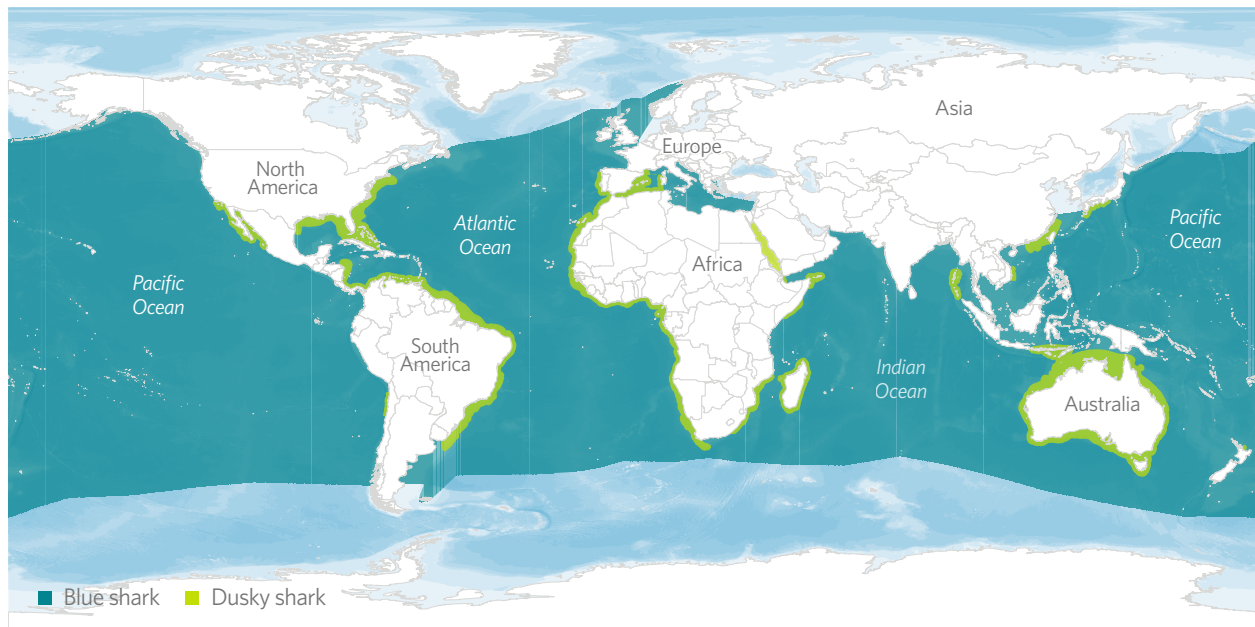 Asia
Europe
North
America
Atlantic
Ocean
Pacific
Ocean
Africa
Pacific
Ocean
South
America
Indian
Ocean
Australia
Blue shark
Dusky shark